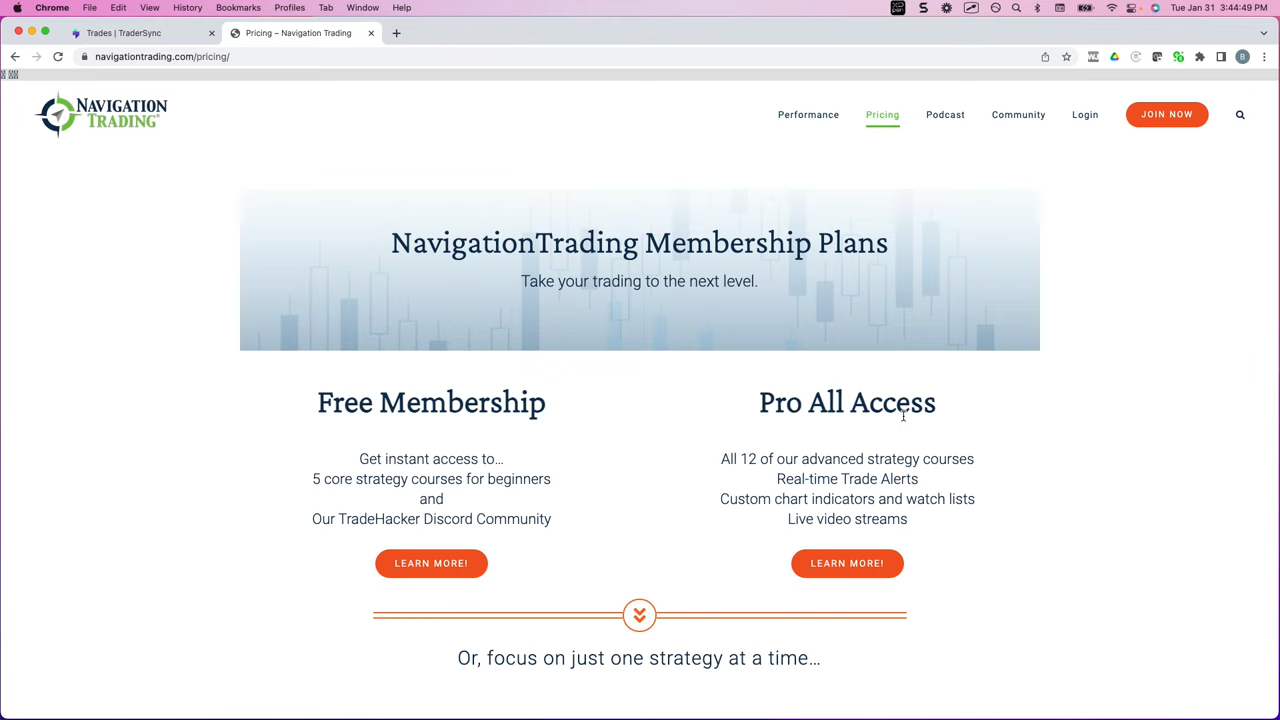 Chrome File Edit View History Bookmarks Profiles Tab Window Help
Tue Jan 31 3:44:49 PM
Trades | TraderSync
Pricing – Navigation Trading
navigationtrading.com/pricing/
B
NAVIGATION
TRADING®
Performance
Pricing
Podcast
Community
Login
JOIN NOW
NavigationTrading Membership Plans
Take your trading to the next level.
Free Membership
Get instant access to…
5 core strategy courses for beginners
and
Our TradeHacker Discord Community
LEARN MORE!
Pro All Access
All 12 of our advanced strategy courses
Real-time Trade Alerts
Custom chart indicators and watch lists
Live video streams
LEARN MORE!
Or, focus on just one strategy at a time…